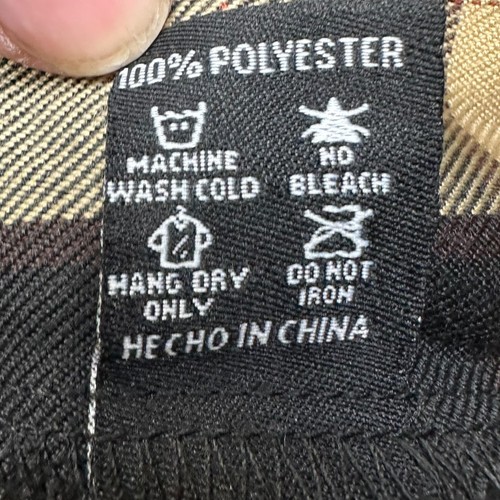 100% POLYESTER
MACHINE
WASH COLD
NO
BLEACH
HANG DRY
ONLY
DO NOT
IRON
HECHO IN CHINA